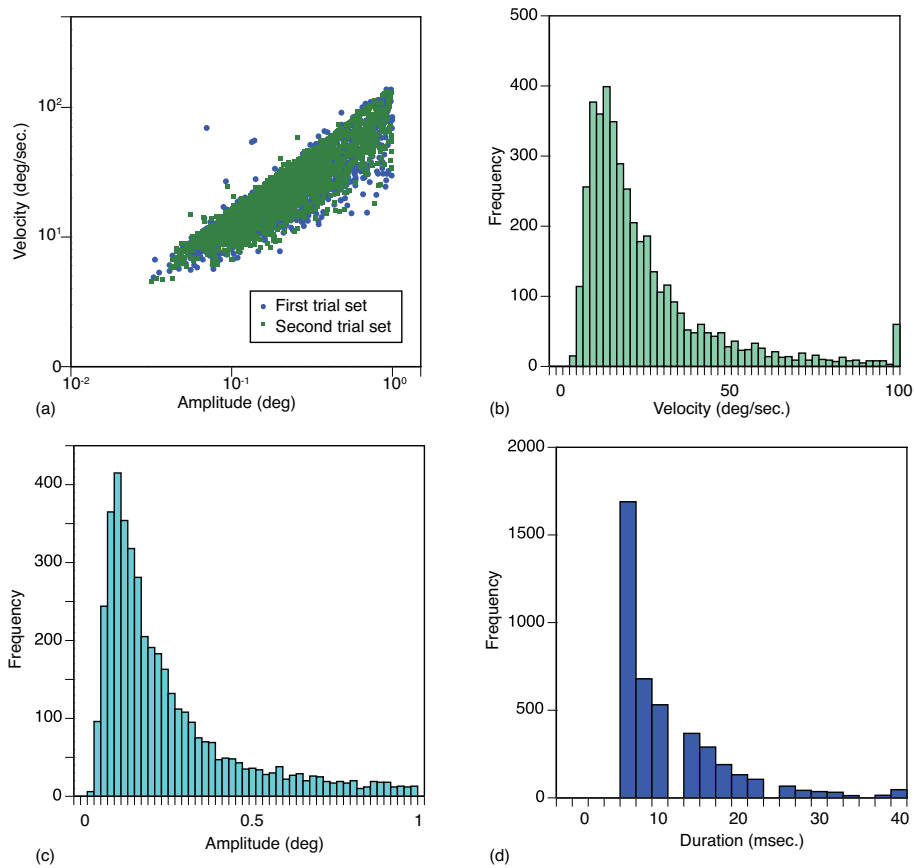 Velocity (deg/sec.)
10²
10¹
0
10⁻²
10⁻¹
10⁰
Amplitude (deg)
First trial set
Second trial set
(a)
Frequency
500
400
300
200
100
0
0
50
100
Velocity (deg/sec.)
(b)
Frequency
400
300
200
100
0
0
0.5
1
Amplitude (deg)
(c)
Frequency
2000
1500
1000
500
0
0
10
20
30
40
Duration (msec.)
(d)